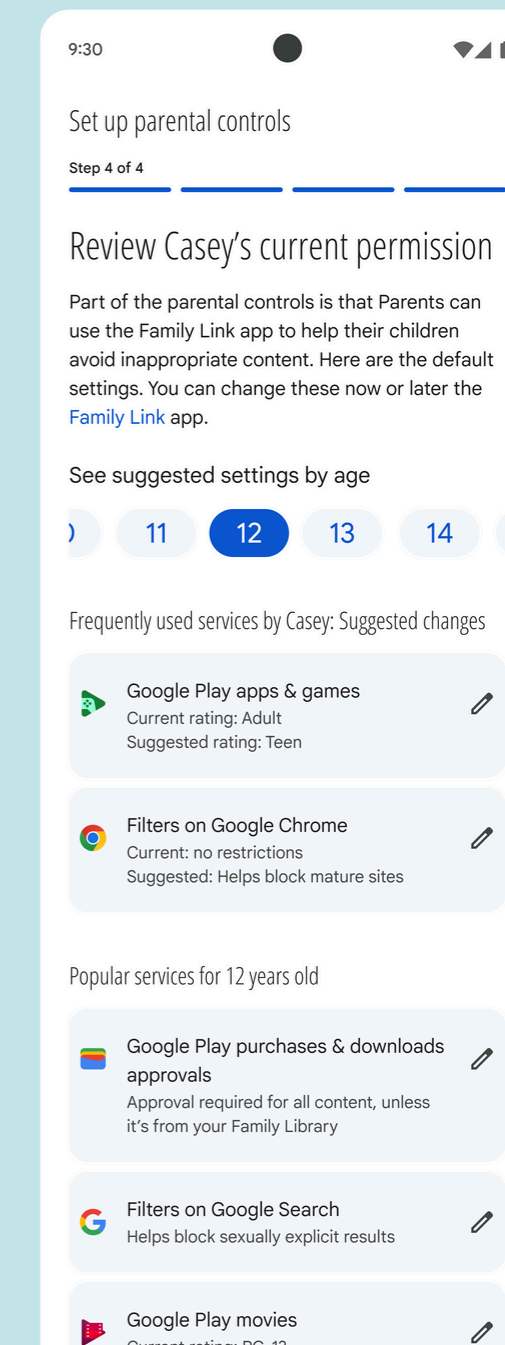 9:30
Set up parental controls
Step 4 of 4
Review Casey’s current permission
Part of the parental controls is that Parents can
use the Family Link app to help their children
avoid inappropriate content. Here are the default
settings. You can change these now or later the
Family Link app.
See suggested settings by age
11 12 13 14
Frequently used services by Casey: Suggested changes
Google Play apps & games
Current rating: Adult
Suggested rating: Teen
Filters on Google Chrome
Current: no restrictions
Suggested: Helps block mature sites
Popular services for 12 years old
Google Play purchases & downloads
approvals
Approval required for all content, unless
it’s from your Family Library
Filters on Google Search
Helps block sexually explicit results
Google Play movies
Current rating: PG-13